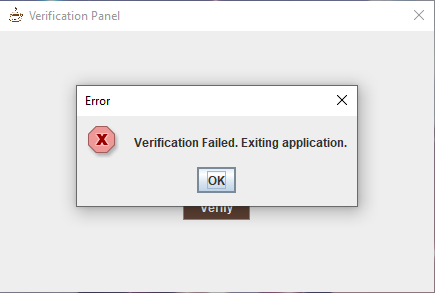 Verification Panel
Error
Verification Failed. Exiting application.
OK
Verify